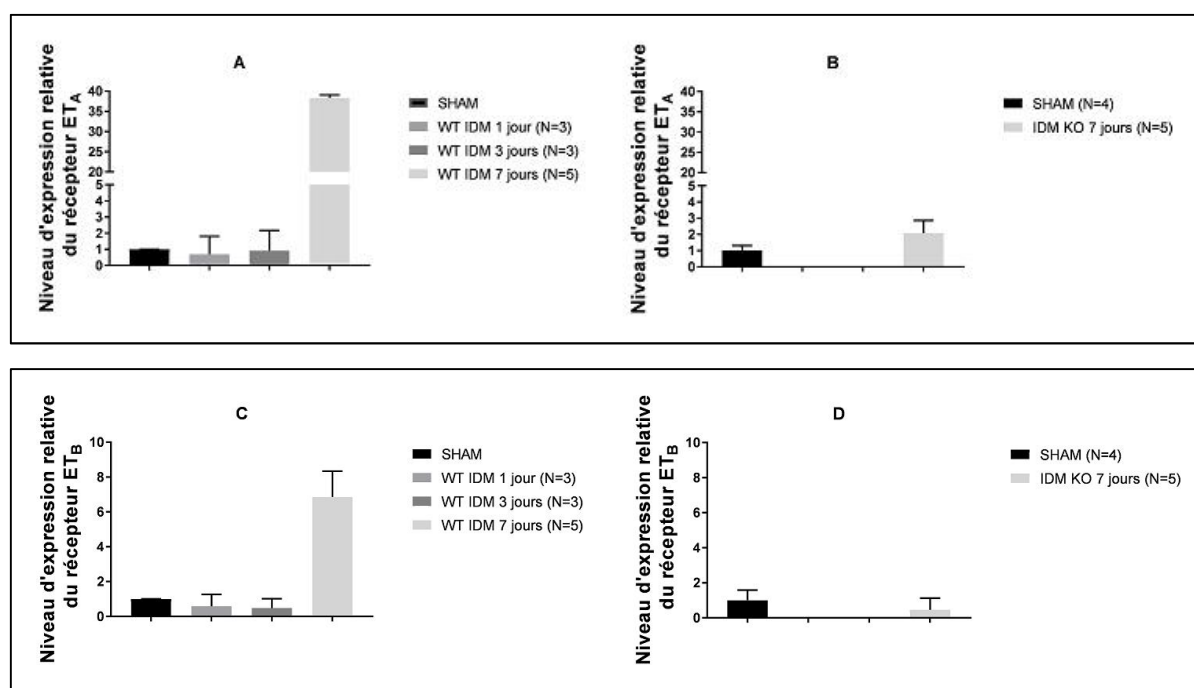 A
Niveau d'expression relative
du récepteur ETA
40
35
30
25
20
5
4
3
2
1
0
SHAM
WT IDM 1 jour (N=3)
WT IDM 3 jours (N=3)
WT IDM 7 jours (N=5)
B
Niveau d'expression relative
du récepteur ETA
40
35
30
25
20
5
4
3
2
1
0
SHAM (N=4)
IDM KO 7 jours (N=5)
C
Niveau d'expression relative
du récepteur ETB
10
8
6
4
2
0
SHAM
WT IDM 1 jour (N=3)
WT IDM 3 jours (N=3)
WT IDM 7 jours (N=5)
D
Niveau d'expression relative
du récepteur ETB
10
8
6
4
2
0
SHAM (N=4)
IDM KO 7 jours (N=5)